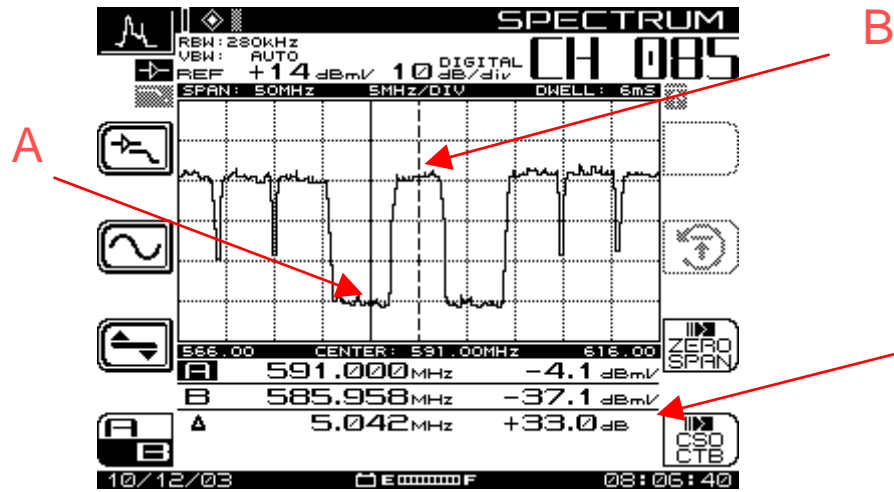 SPECTRUM
B
RBW:280KHZ
VBW: AUTO
REF +14 dBmV 10 dB/div
DIGITAL
CH 085
SPAN: 50MHz 5MHz/DIV DWELL: 6mS
A
566.00 CENTER: 591.00MHz 616.00
A 591.000MHz -4.1 dBmV
B 585.958MHz -37.1 dBmV
Δ 5.042MHz +33.0dB
ZERO
SPAN
A
B
CSO
CTB
10/12/03 E F 08:06:40